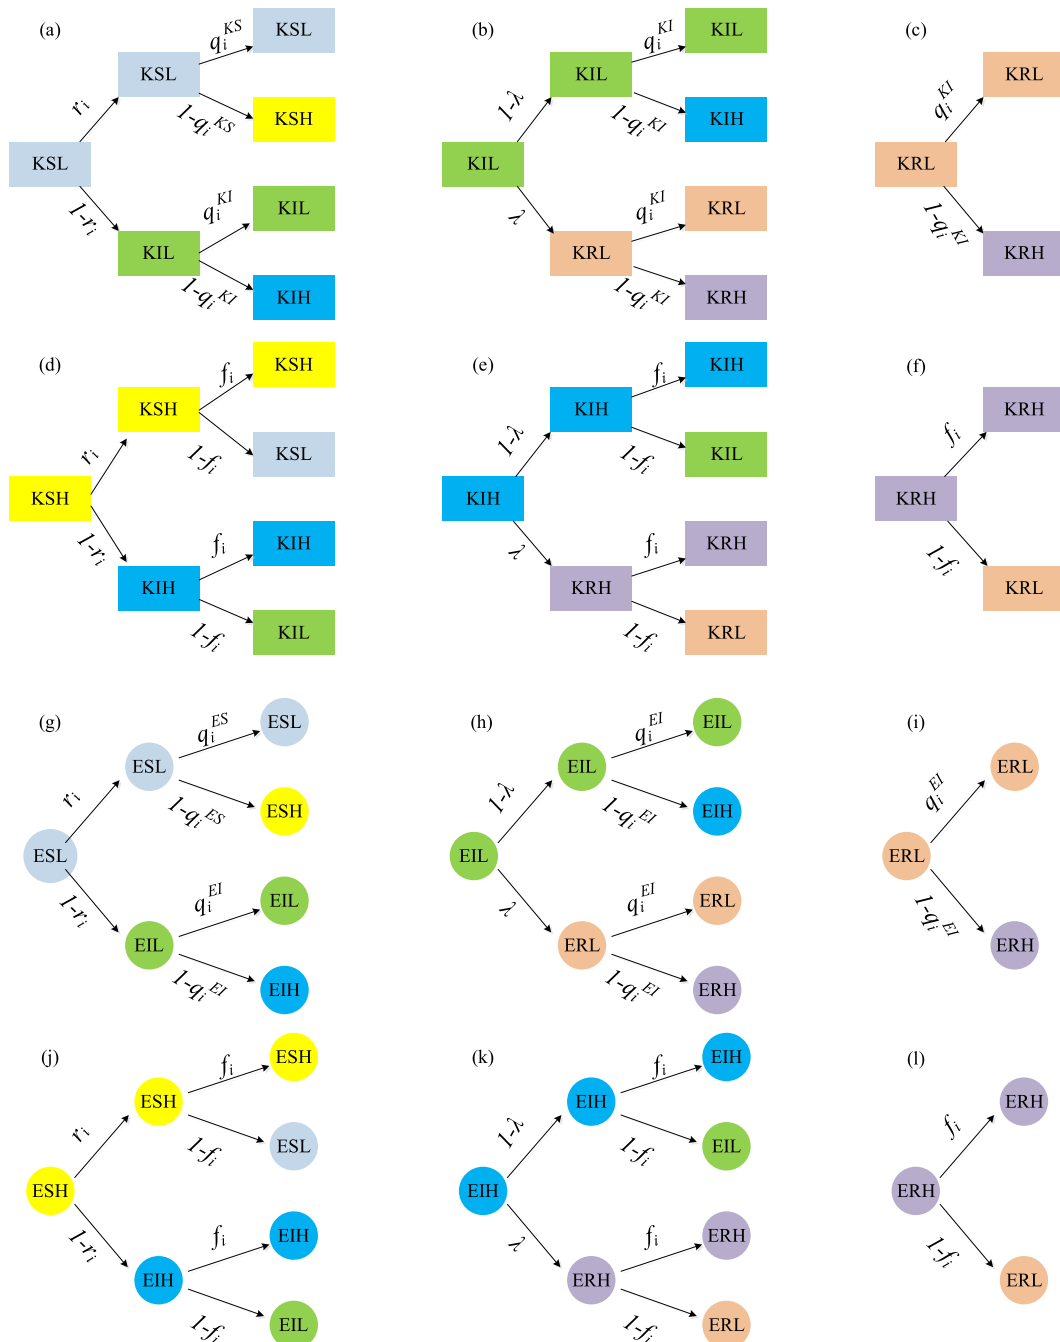 (a)
KSL
r_i
KSL
q_i^{KS}
KSL
1-q_i^{KS}
KSH
1-r_i
KIL
q_i^{KI}
KIL
1-q_i^{KI}
KIH
(b)
KIL
1-λ
KIL
q_i^{KI}
KIL
1-q_i^{KI}
KIH
λ
KRL
q_i^{KI}
KRL
1-q_i^{KI}
KRH
(c)
KRL
q_i^{KI}
KRL
1-q_i^{KI}
KRH
(d)
KSH
r_i
KSH
f_i
KSH
1-f_i
KSL
1-r_i
KIH
f_i
KIH
1-f_i
KIL
(e)
KIH
1-λ
KIH
f_i
KIH
1-f_i
KIL
λ
KRH
f_i
KRH
1-f_i
KRL
(f)
KRH
f_i
KRH
1-f_i
KRL
(g)
ESL
r_i
ESL
q_i^{ES}
ESL
1-q_i^{ES}
ESH
1-r_i
EIL
q_i^{EI}
EIL
1-q_i^{EI}
EIH
(h)
EIL
1-λ
EIL
q_i^{EI}
EIL
1-q_i^{EI}
EIH
λ
ERL
q_i^{EI}
ERL
1-q_i^{EI}
ERH
(i)
ERL
q_i^{EI}
ERL
1-q_i^{EI}
ERH
(j)
ESH
r_i
ESH
f_i
ESH
1-f_i
ESL
1-r_i
EIH
f_i
EIH
1-f_i
EIL
(k)
EIH
1-λ
EIH
f_i
EIH
1-f_i
EIL
λ
ERH
f_i
ERH
1-f_i
ERL
(l)
ERH
f_i
ERH
1-f_i
ERL